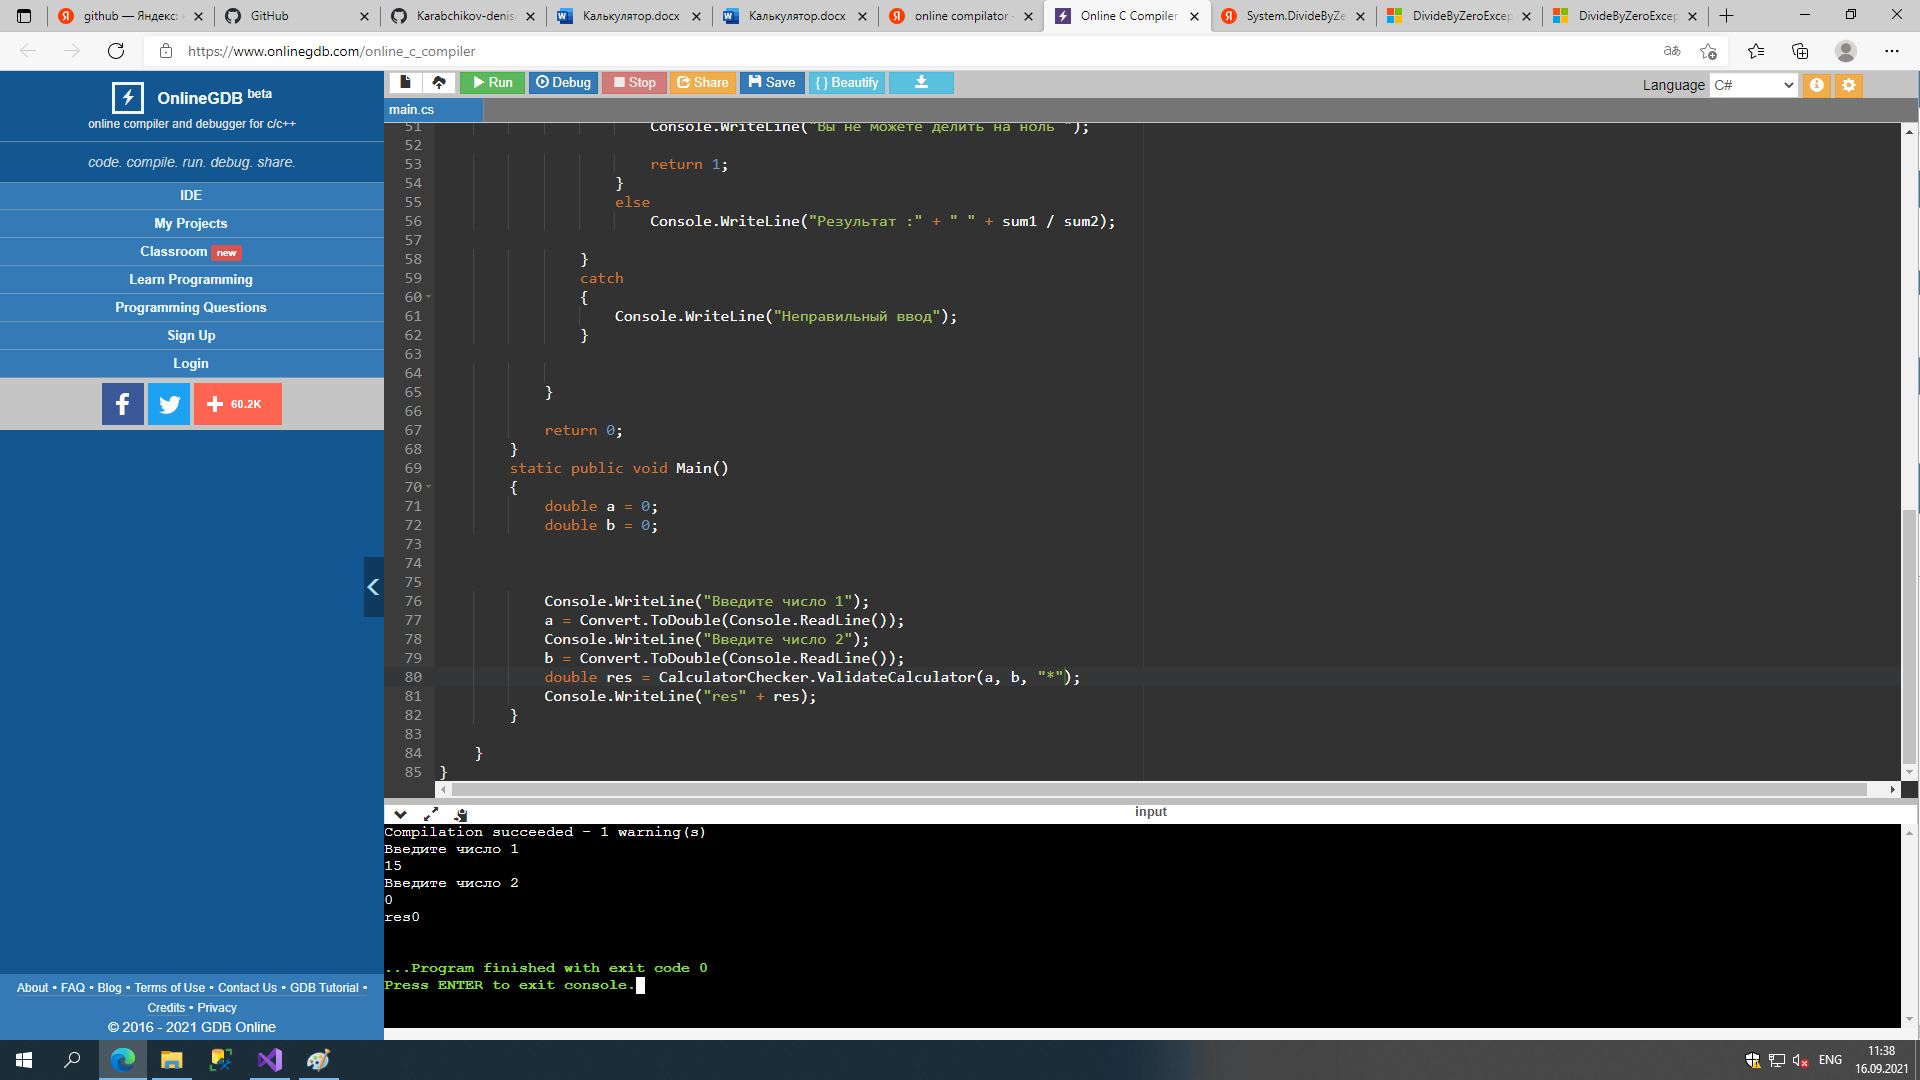 github — Яндекс: н
GitHub
Karabchikov-denis
Калькулятор.docx
Калькулятор.docx
online compilator -
Online C Compiler
System.DivideByZe
DivideByZeroExcep
DivideByZeroExcep
https://www.onlinegdb.com/online_c_compiler
OnlineGDB beta
online compiler and debugger for c/c++
code. compile. run. debug. share.
IDE
My Projects
Classroom new
Learn Programming
Programming Questions
Sign Up
Login
60.2K
About • FAQ • Blog • Terms of Use • Contact Us • GDB Tutorial •
Credits • Privacy
© 2016 - 2021 GDB Online
Run Debug Stop Share Save { } Beautify
Language C#
main.cs
51 Console.WriteLine("Вы не можете делить на ноль ");
52
53 return 1;
54 }
55 else
56 Console.WriteLine("Результат :" + " " + sum1 / sum2);
57
58 }
59 catch
60 {
61 Console.WriteLine("Неправильный ввод");
62 }
63
64
65 }
66
67 return 0;
68 }
69 static public void Main()
70 {
71 double a = 0;
72 double b = 0;
73
74
75
76 Console.WriteLine("Введите число 1");
77 a = Convert.ToDouble(Console.ReadLine());
78 Console.WriteLine("Введите число 2");
79 b = Convert.ToDouble(Console.ReadLine());
80 double res = CalculatorChecker.ValidateCalculator(a, b, "*");
81 Console.WriteLine("res" + res);
82 }
83
84 }
85 }
input
Compilation succeeded - 1 warning(s)
Введите число 1
15
Введите число 2
0
res0
...Program finished with exit code 0
Press ENTER to exit console.
ENG
11:38
16.09.2021